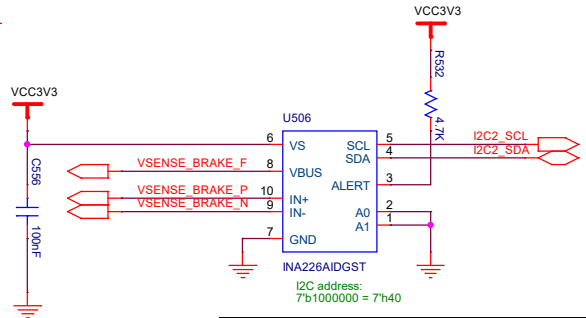 VCC3V3
R532
4.7K
VCC3V3
C556
100nF
U506
6 VS
8 VBUS
10 IN+
9 IN-
7 GND
SCL 5
SDA 4
ALERT 3
A0 2
A1 1
VSENSE_BRAKE_F
VSENSE_BRAKE_P
VSENSE_BRAKE_N
I2C2_SCL
I2C2_SDA
INA226AIDGST
I2C address:
7'b1000000 = 7'h40